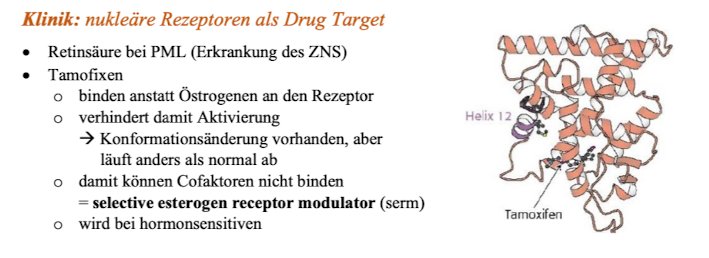 Klinik: nukleäre Rezeptoren als Drug Target
• Retinsäure bei PML (Erkrankung des ZNS)
• Tamofixen
o binden anstatt Östrogenen an den Rezeptor
o verhindert damit Aktivierung
→ Konformationsänderung vorhanden, aber
läuft anders als normal ab
o damit können Cofaktoren nicht binden
= selective esterogen receptor modulator (serm)
o wird bei hormonsensitiven
Helix 12
Tamoxifen